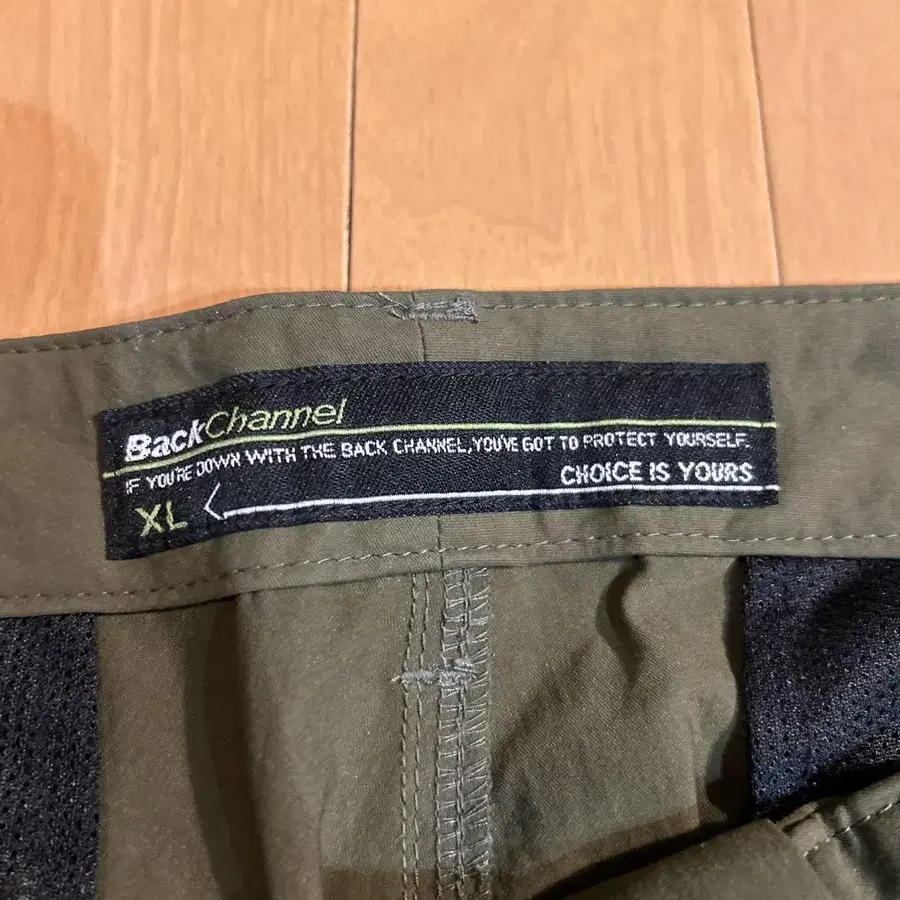 BackChannel
IF YOU'RE DOWN WITH THE BACK CHANNEL, YOU'VE GOT TO PROTECT YOURSELF.
CHOICE IS YOURS
XL